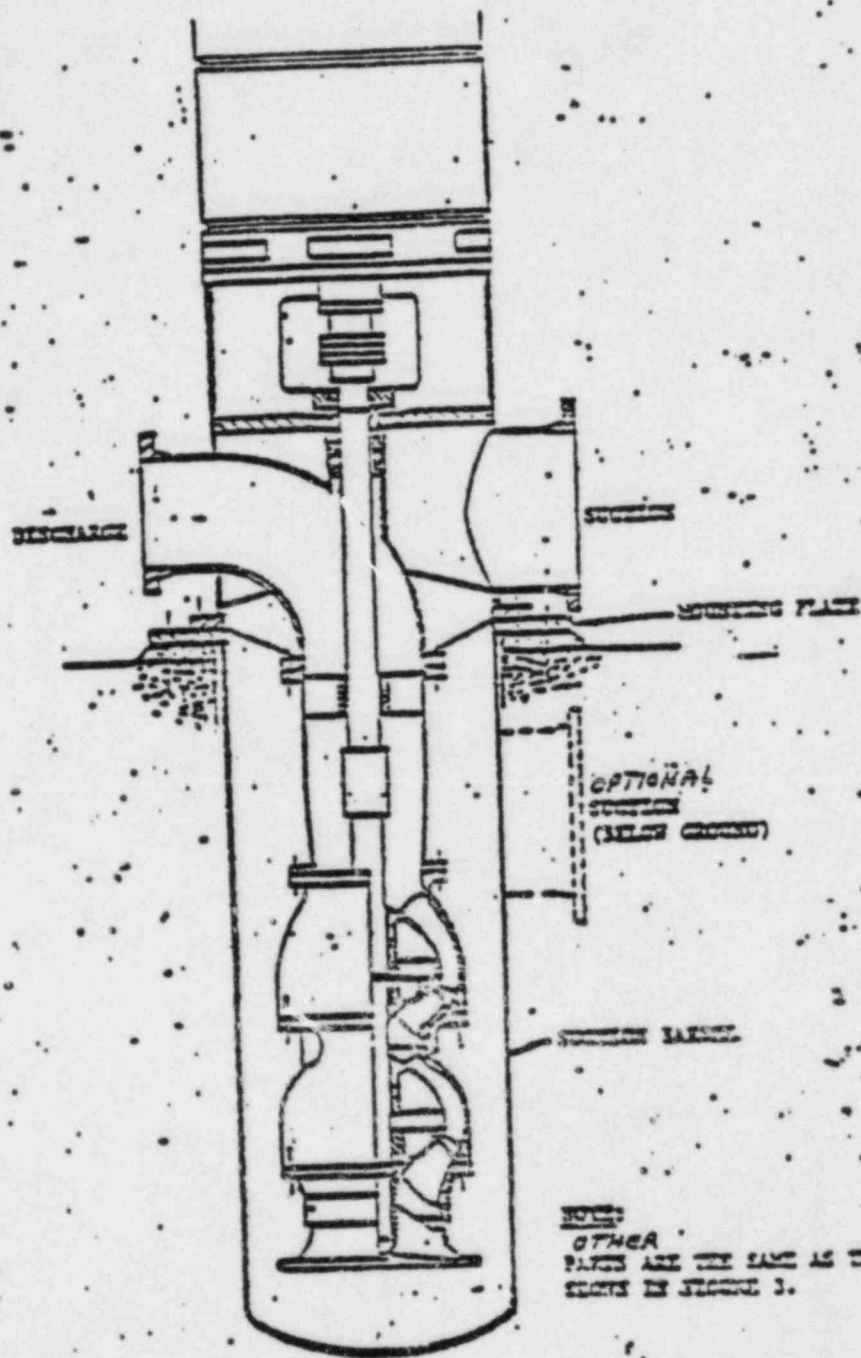 DISCHARGE
SUCTION
MOUNTING PLATE
OPTIONAL
SUCTION
(BELOW GROUND)
SUCTION BARREL
NOTE:
OTHER
PARTS ARE THE SAME AS
SHOWN IN FIGURE 3.